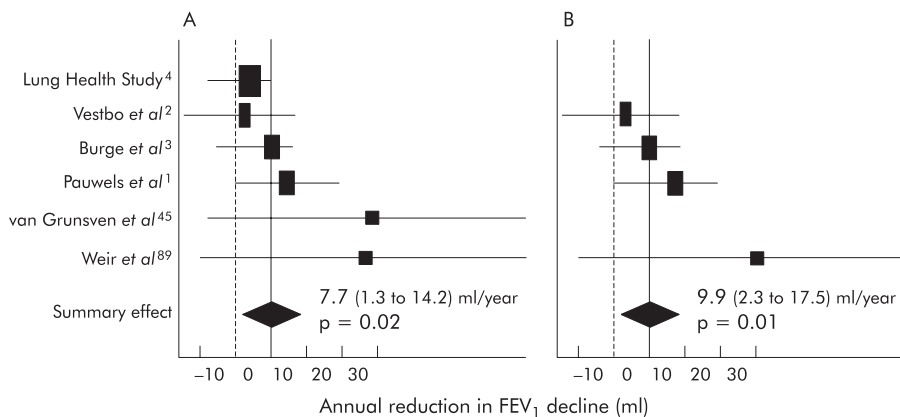 A
B
Lung Health Study4
Vestbo et al2
Burge et al3
Pauwels et al1
van Grunsven et al45
Weir et al89
Summary effect
7.7 (1.3 to 14.2) ml/year
p = 0.02
9.9 (2.3 to 17.5) ml/year
p = 0.01
–10 0 10 20 30
–10 0 10 20 30
Annual reduction in FEV1 decline (ml)